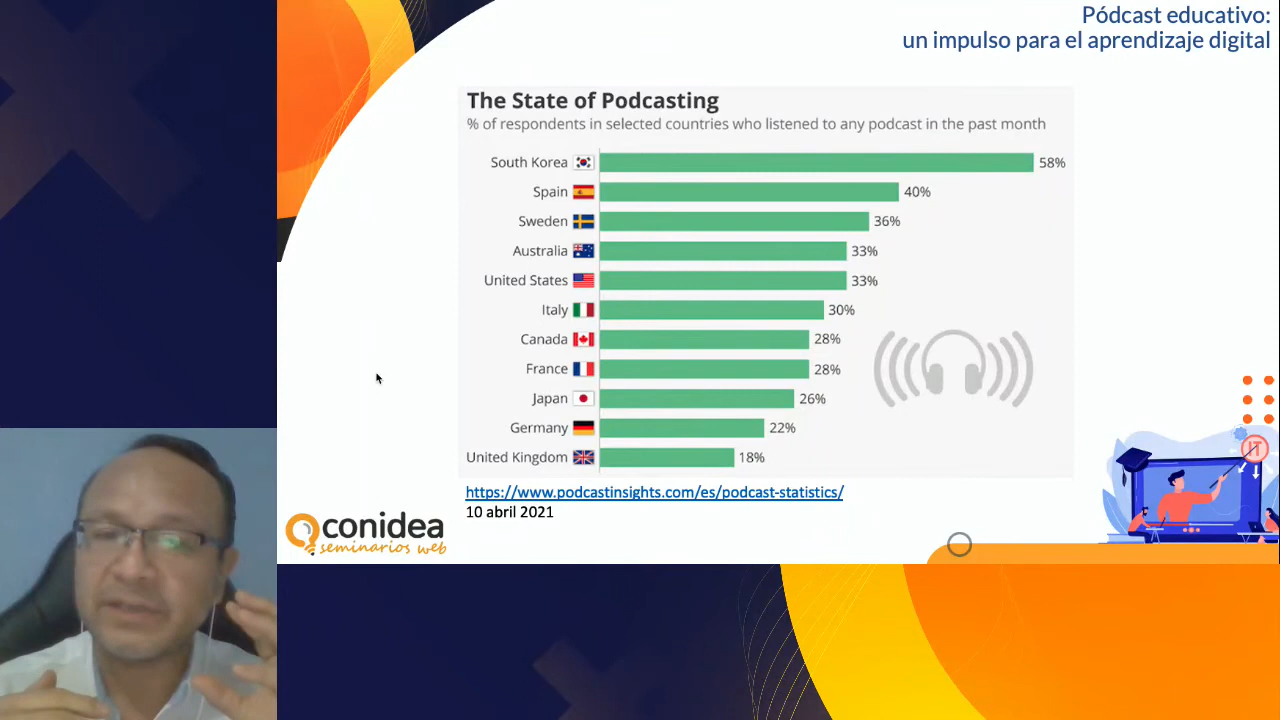 Pódcast educativo:
un impulso para el aprendizaje digital
The State of Podcasting
% of respondents in selected countries who listened to any podcast in the past month
South Korea 58%
Spain 40%
Sweden 36%
Australia 33%
United States 33%
Italy 30%
Canada 28%
France 28%
Japan 26%
Germany 22%
United Kingdom 18%
https://www.podcastinsights.com/es/podcast-statistics/
10 abril 2021
conidea
seminarios web
IT